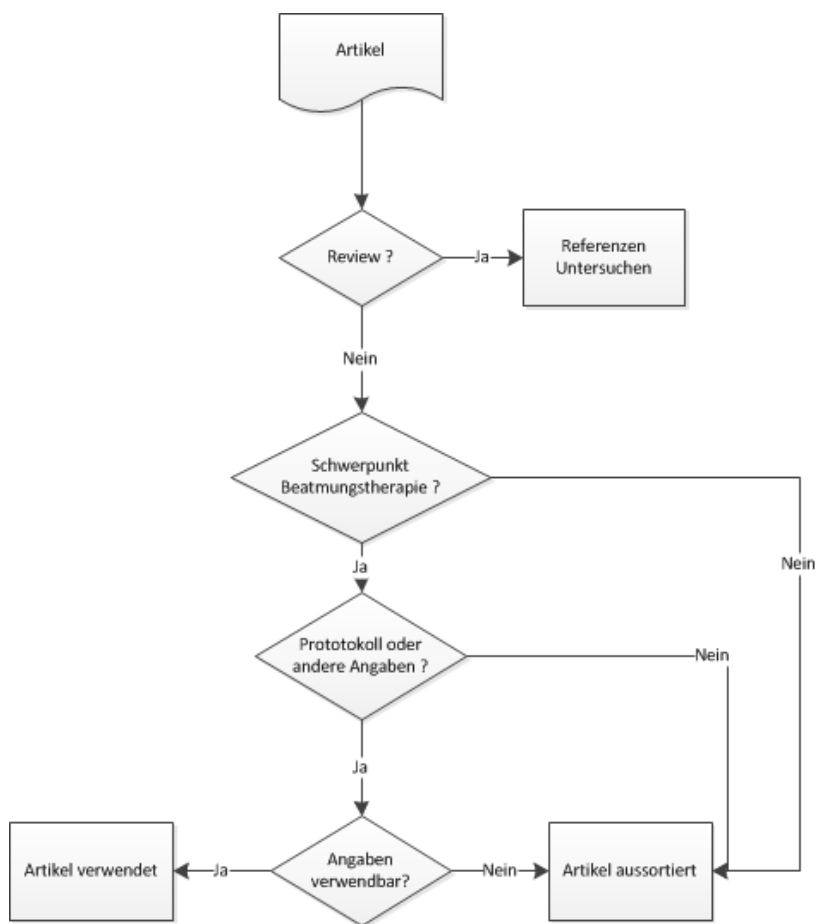 Artikel
Review ?
Ja
Referenzen
Untersuchen
Nein
Schwerpunkt
Beatmungstherapie ?
Nein
Ja
Prototokoll oder
andere Angaben ?
Nein
Ja
Artikel verwendet
Ja
Angaben
verwendbar?
Nein
Artikel aussortiert